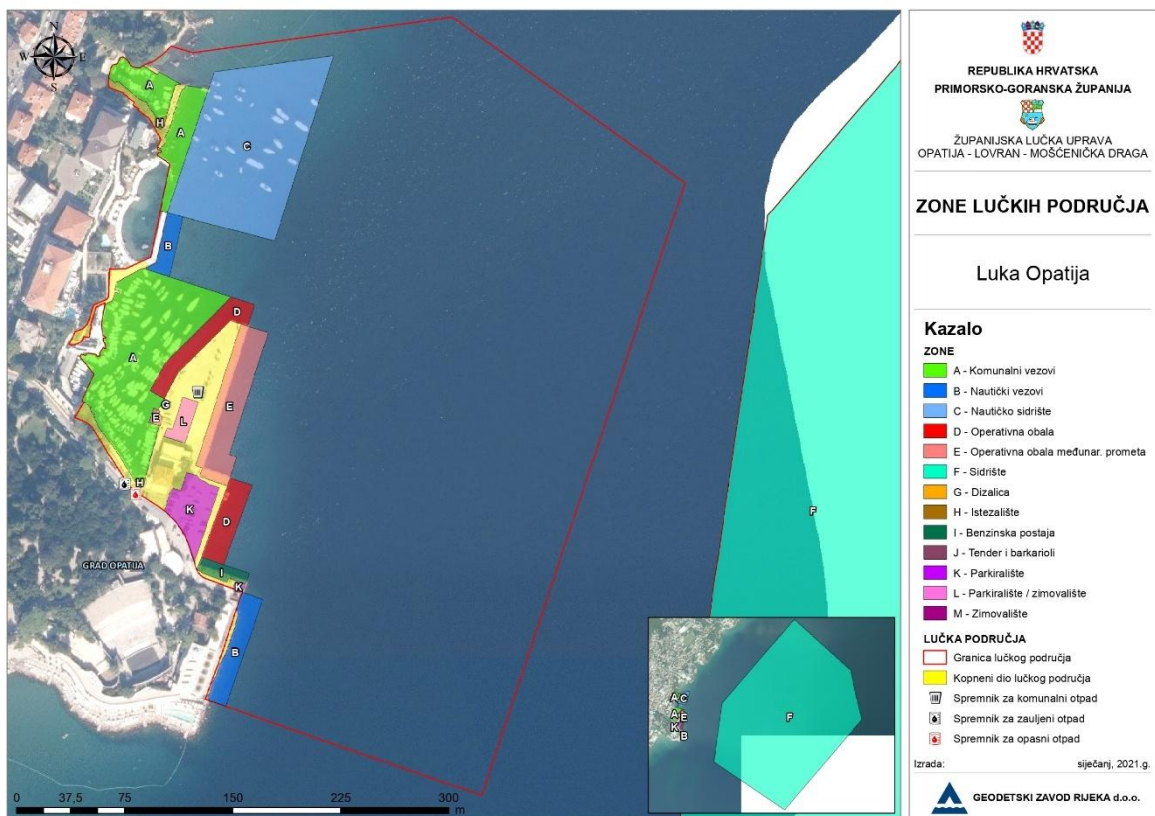 N
W E
S
A
H
A
C
B
D
A
G
E
E
L
H
K
D
F
GRAD OPATIJA
I
K
B
0 37,5 75 150 225 300
m
A C
A
E
K
B
F
REPUBLIKA HRVATSKA
PRIMORSKO-GORANSKA ŽUPANIJA
ŽUPANIJSKA LUČKA UPRAVA
OPATIJA - LOVRAN - MOŠĆENIČKA DRAGA
ZONE LUČKIH PODRUČJA
Luka Opatija
Kazalo
ZONE
A - Komunalni vezovi
B - Nautički vezovi
C - Nautičko sidrište
D - Operativna obala
E - Operativna obala međunar. prometa
F - Sidrište
G - Dizalica
H - Istezalište
I - Benzinska postaja
J - Tender i barkarioli
K - Parkiralište
L - Parkiralište / zimovalište
M - Zimovalište
LUČKA PODRUČJA
Granica lučkog područja
Kopneni dio lučkog područja
Spremnik za komunalni otpad
Spremnik za zauljeni otpad
Spremnik za opasni otpad
Izrada: siječanj, 2021.g.
GEODETSKI ZAVOD RIJEKA d.o.o.